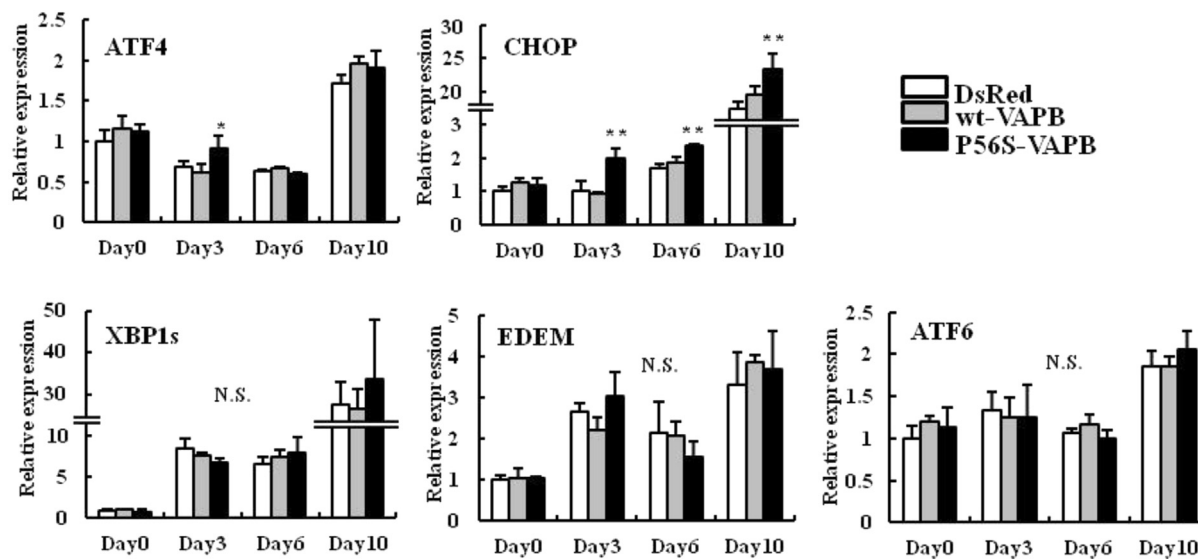 ATF4
Relative expression
2.5
2
1.5
1
0.5
0
*
Day0 Day3 Day6 Day10
CHOP
Relative expression
30
25
20
3
2
1
0
**
**
**
Day0 Day3 Day6 Day10
DsRed
wt-VAPB
P56S-VAPB
XBP1s
Relative expression
50
40
30
10
5
0
N.S.
Day0 Day3 Day6 Day10
EDEM
Relative expression
5
4
3
2
1
0
N.S.
Day0 Day3 Day6 Day10
ATF6
Relative expression
2.5
2
1.5
1
0.5
0
N.S.
Day0 Day3 Day6 Day10